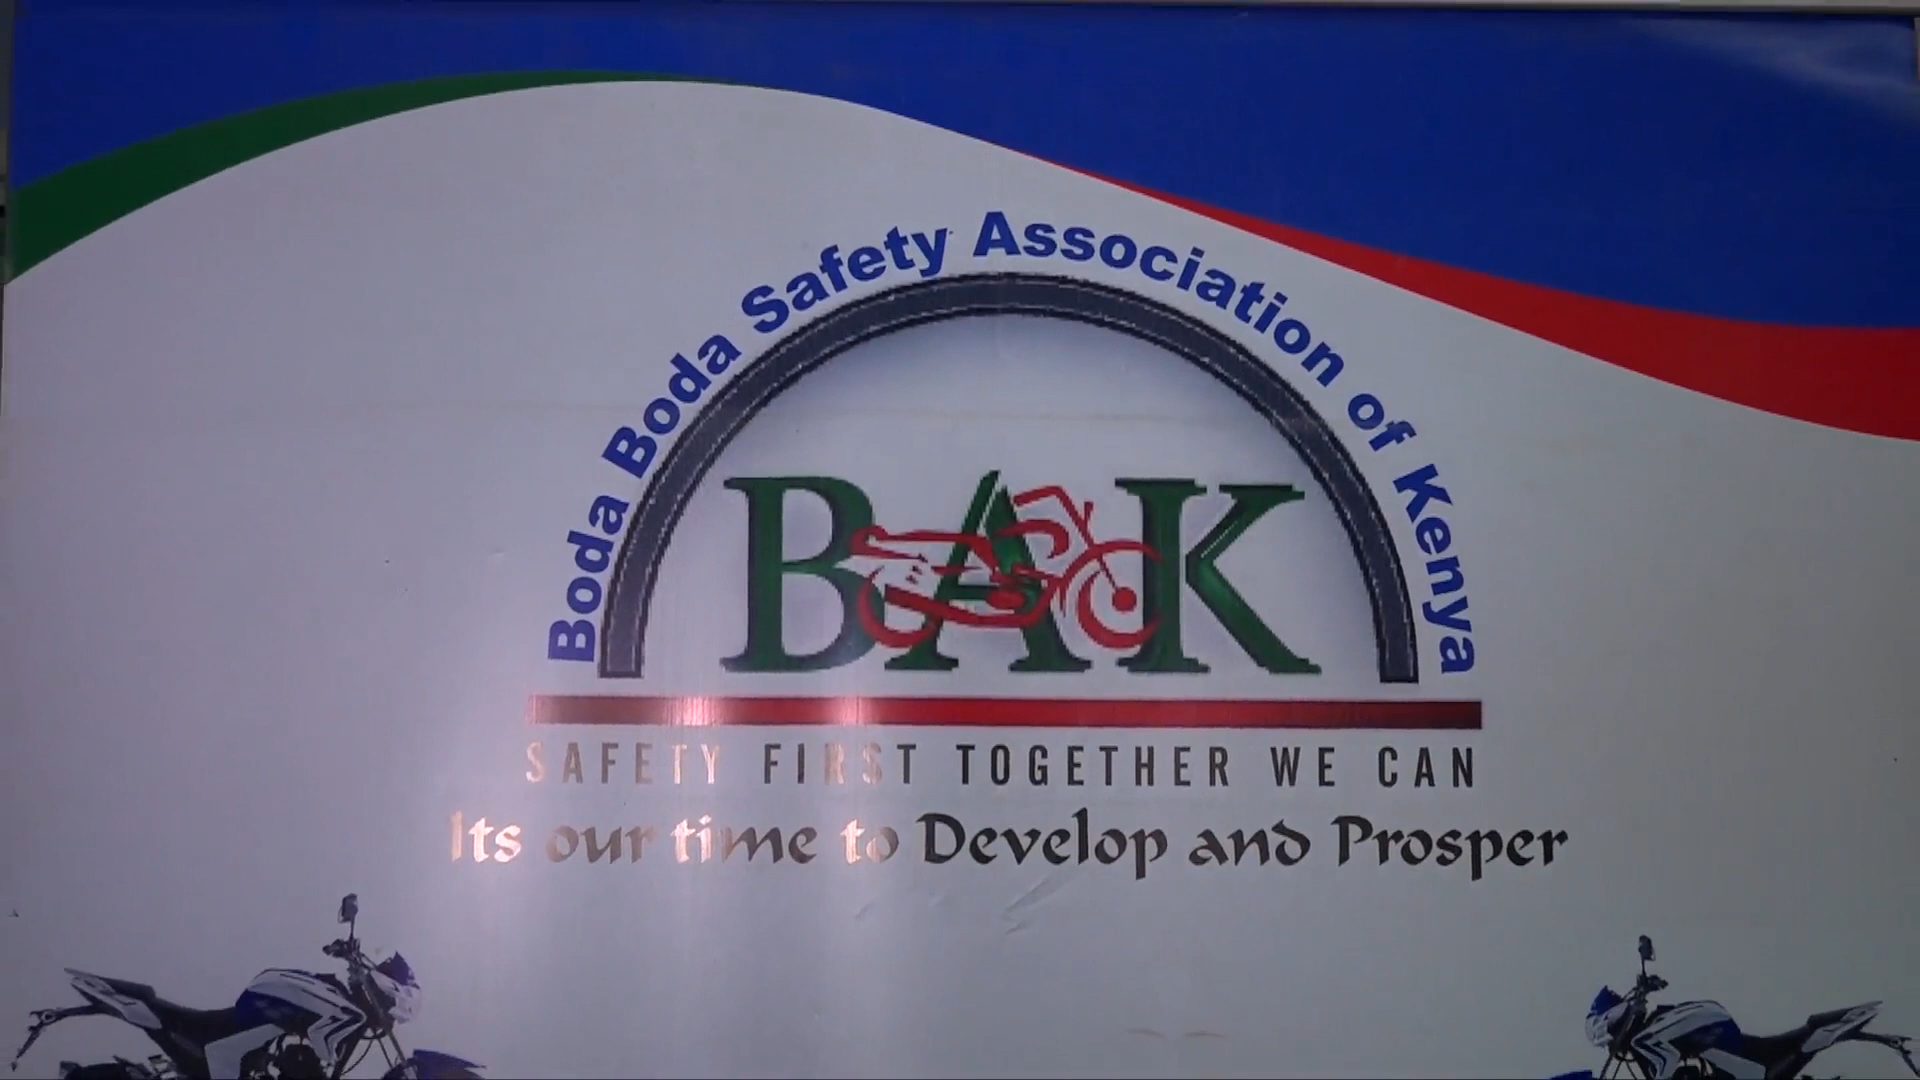 Boda Boda Safety Association of Kenya
BAK
SAFETY FIRST TOGETHER WE CAN
Its our time to Develop and Prosper